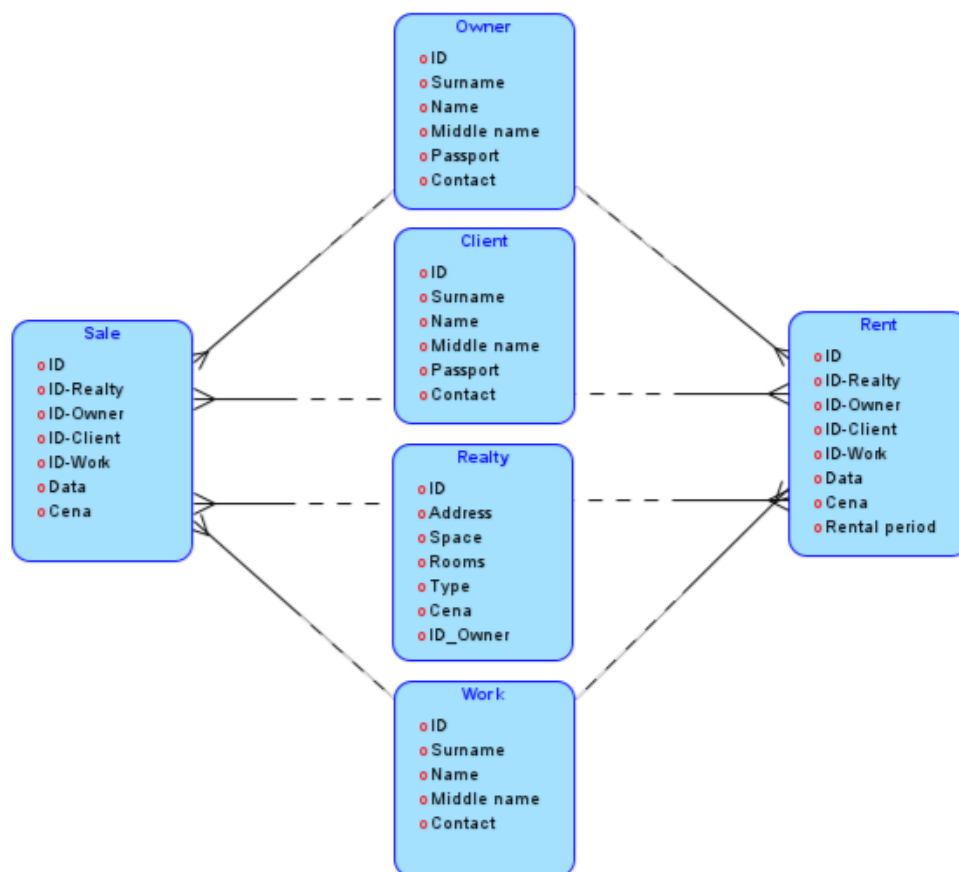 Owner
ID
Surname
Name
Middle name
Passport
Contact
Client
ID
Surname
Name
Middle name
Passport
Contact
Sale
ID
ID-Realty
ID-Owner
ID-Client
ID-Work
Data
Cena
Rent
ID
ID-Realty
ID-Owner
ID-Client
ID-Work
Data
Cena
Rental period
Realty
ID
Address
Space
Rooms
Type
Cena
ID_Owner
Work
ID
Surname
Name
Middle name
Contact